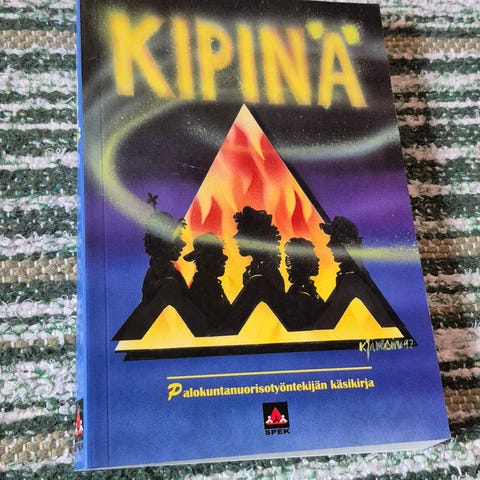 KIPINÄ
Palokuntanuorisotyöntekijän käsikirja
SPEK